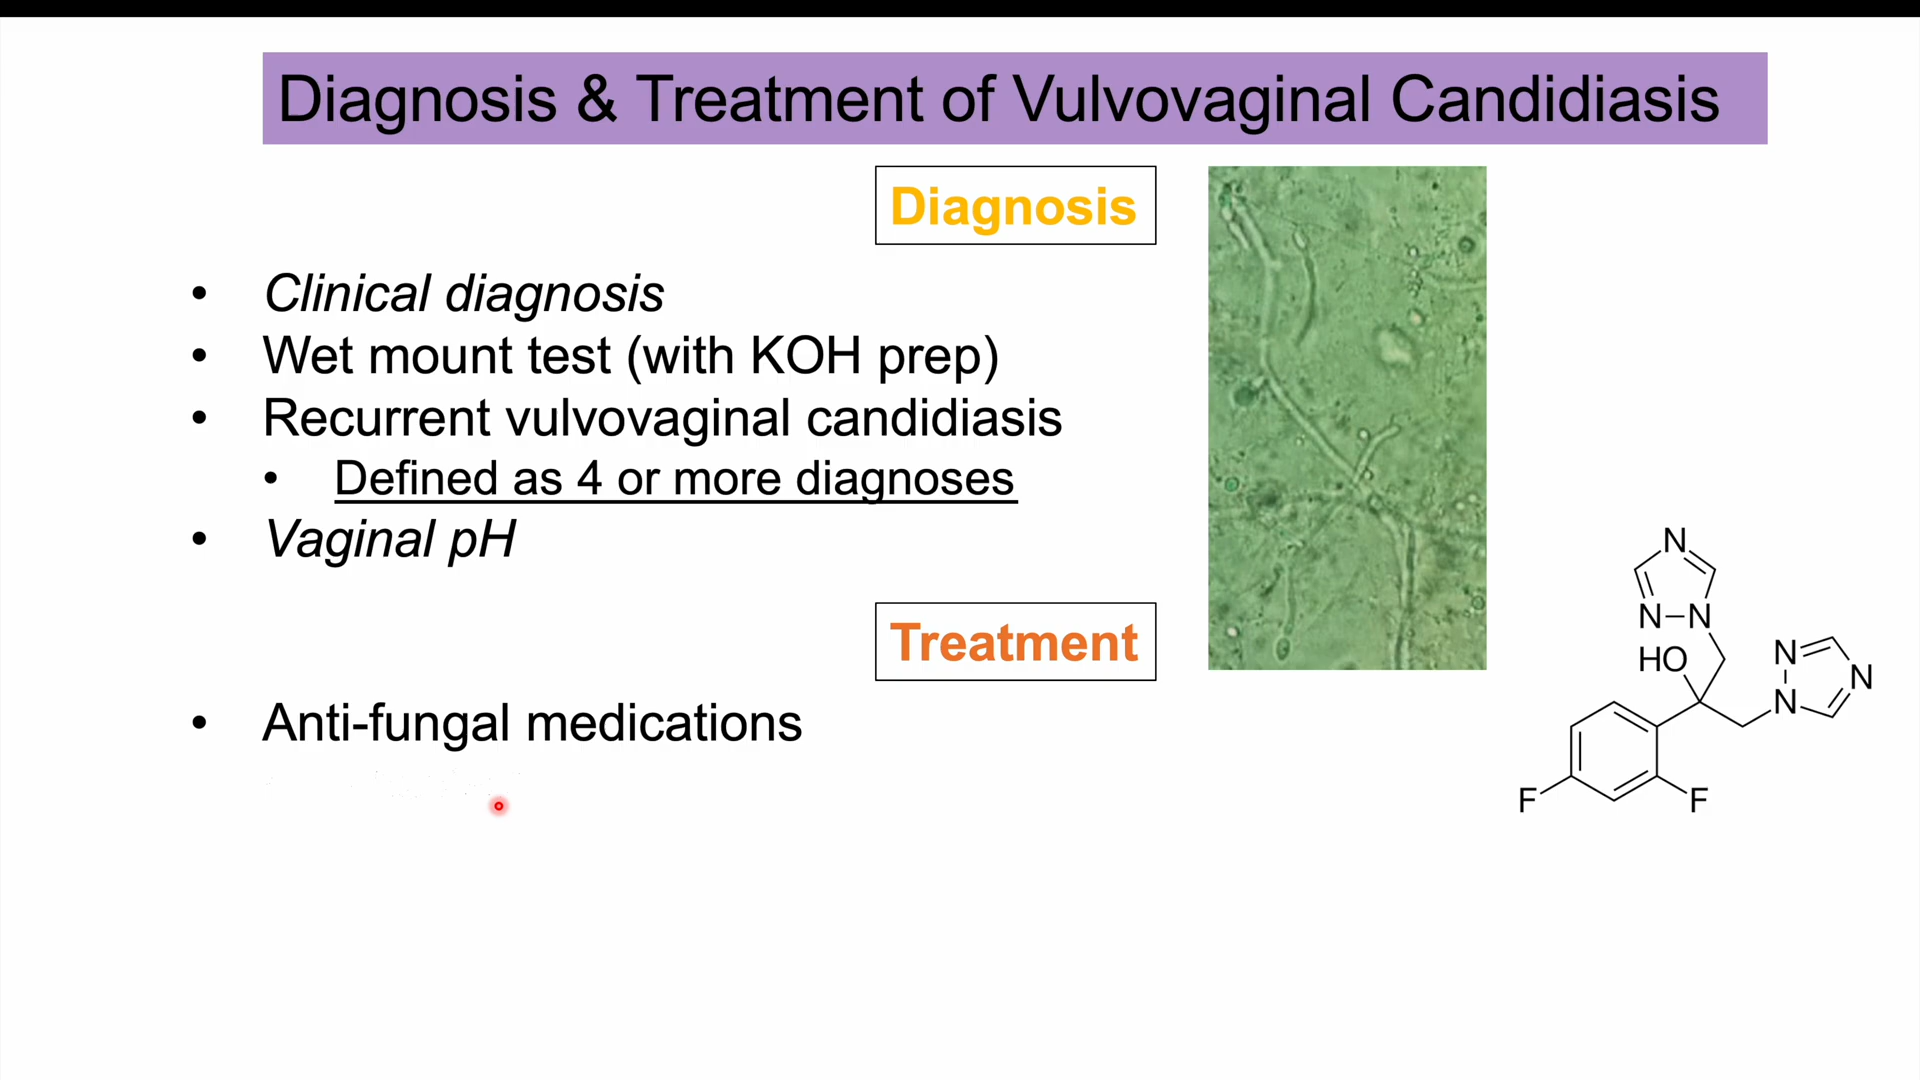 Diagnosis & Treatment of Vulvovaginal Candidiasis
Diagnosis
• Clinical diagnosis
• Wet mount test (with KOH prep)
• Recurrent vulvovaginal candidiasis
• Defined as 4 or more diagnoses
• Vaginal pH
Treatment
• Anti-fungal medications
N
N N
HO
N
N
N
F
F